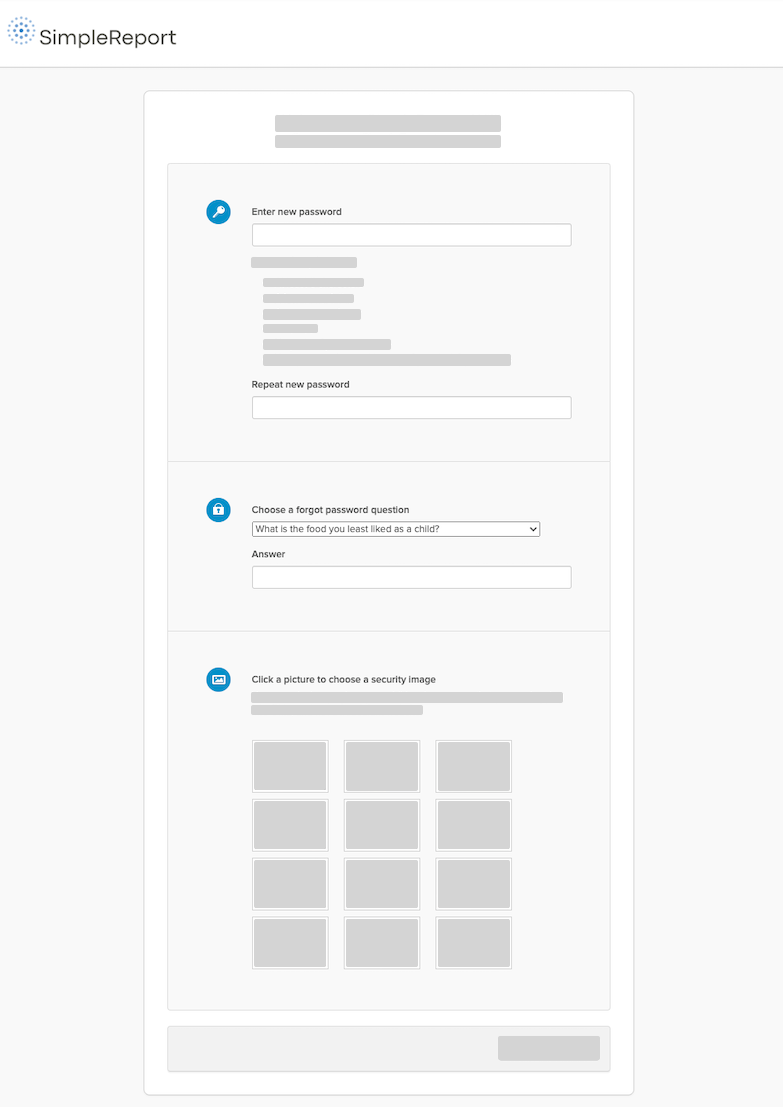 SimpleReport
Enter new password
Repeat new password
Choose a forgot password question
What is the food you least liked as a child?
Answer
Click a picture to choose a security image